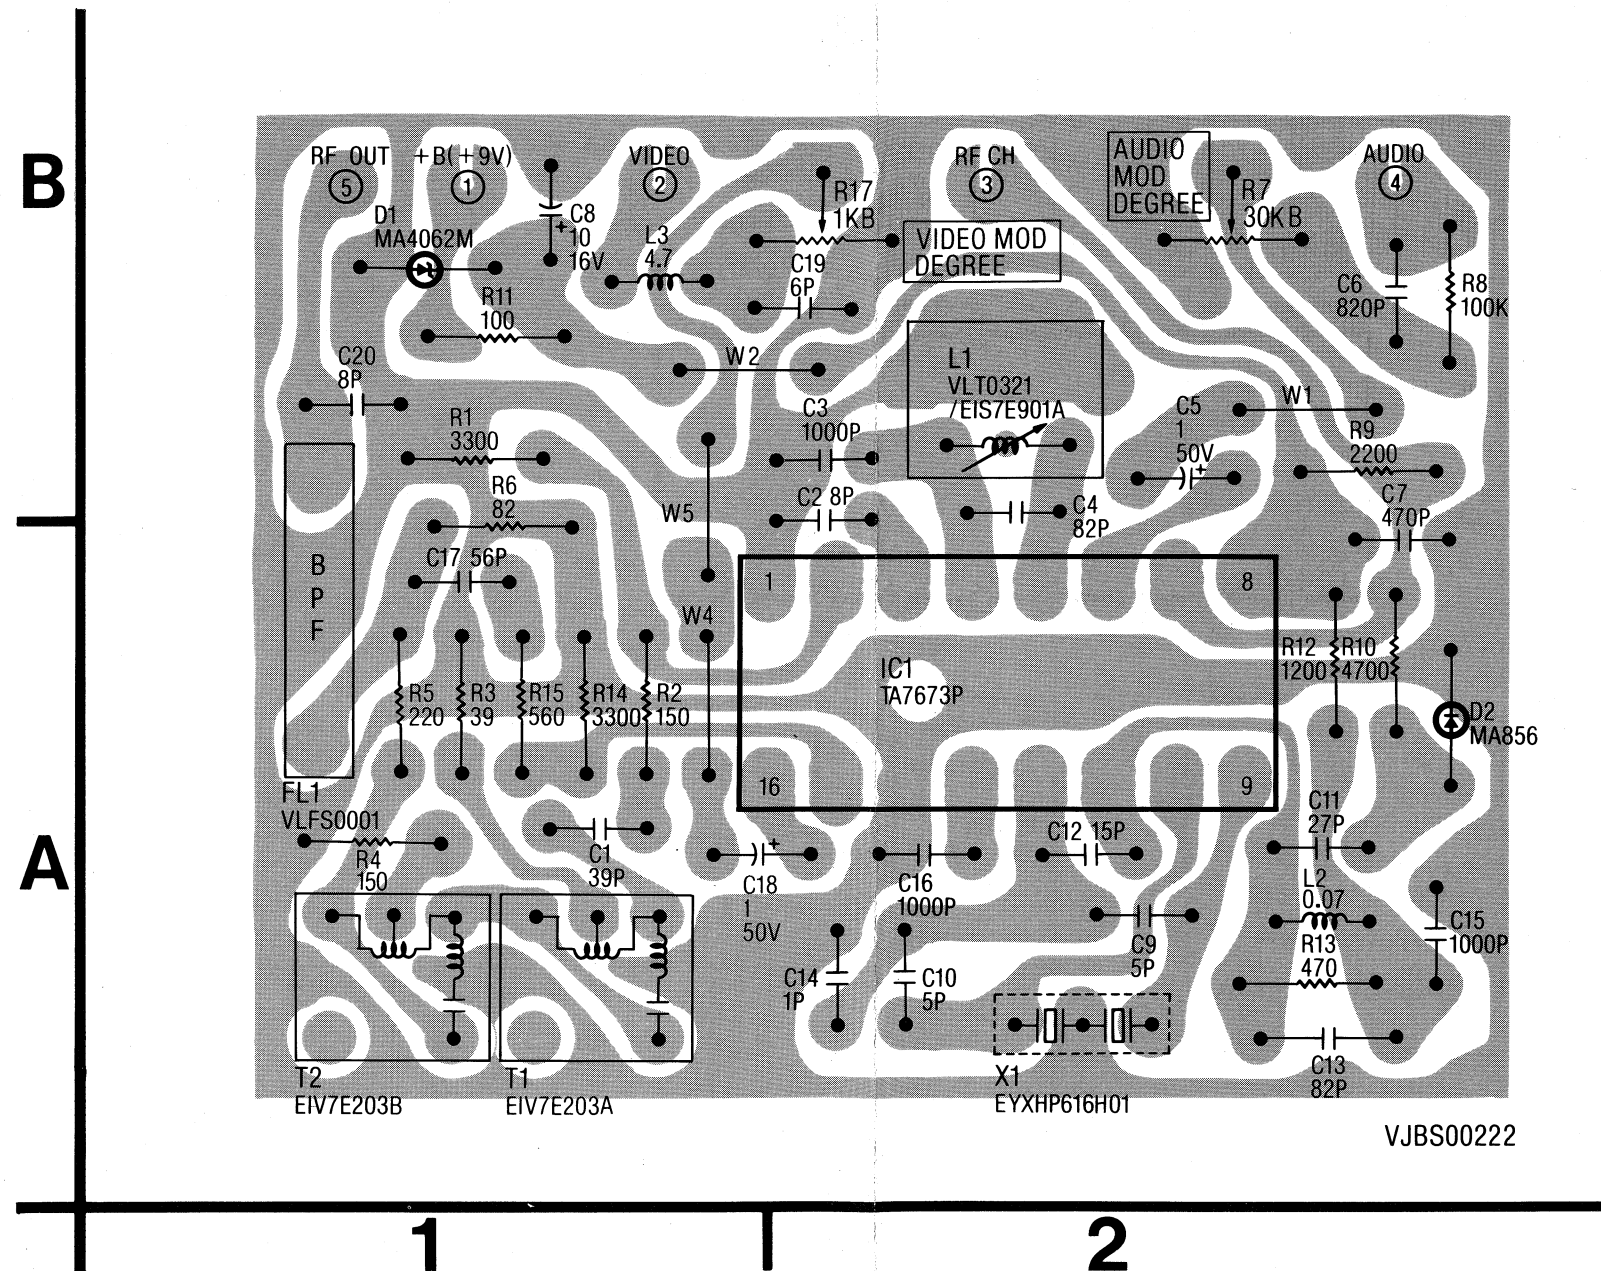 B
RF OUT
5
+B(+9V)
1
VIDEO
2
RF CH
3
AUDIO
MOD
DEGREE
AUDIO
4
D1
MA4062M
C8
10
16V
+
L3
4.7
R17
1KB
VIDEO MOD
DEGREE
R7
30KB
C19
6P
R11
100
C6
820P
R8
100K
C20
8P
W2
L1
VLT0321
/EIS7E901A
W1
R1
3300
C3
1000P
C5
1
50V
+
R9
2200
R6
82
W5
C2 8P
C4
82P
C7
470P
B
P
F
C17 56P
1
8
W4
IC1
TA7673P
R12
1200
R10
4700
R5
220
R3
39
R15
560
R14
3300
R2
150
D2
MA856
16
9
FL1
VLFS0001
C11
27P
A
R4
150
C1
39P
C18
1
50V
+
C16
1000P
C12 15P
L2
0.07
C9
5P
R13
470
C15
1000P
C14
1P
C10
5P
T2
EIV7E203B
T1
EIV7E203A
X1
EYXHP616H01
C13
82P
VJBS00222
1
2